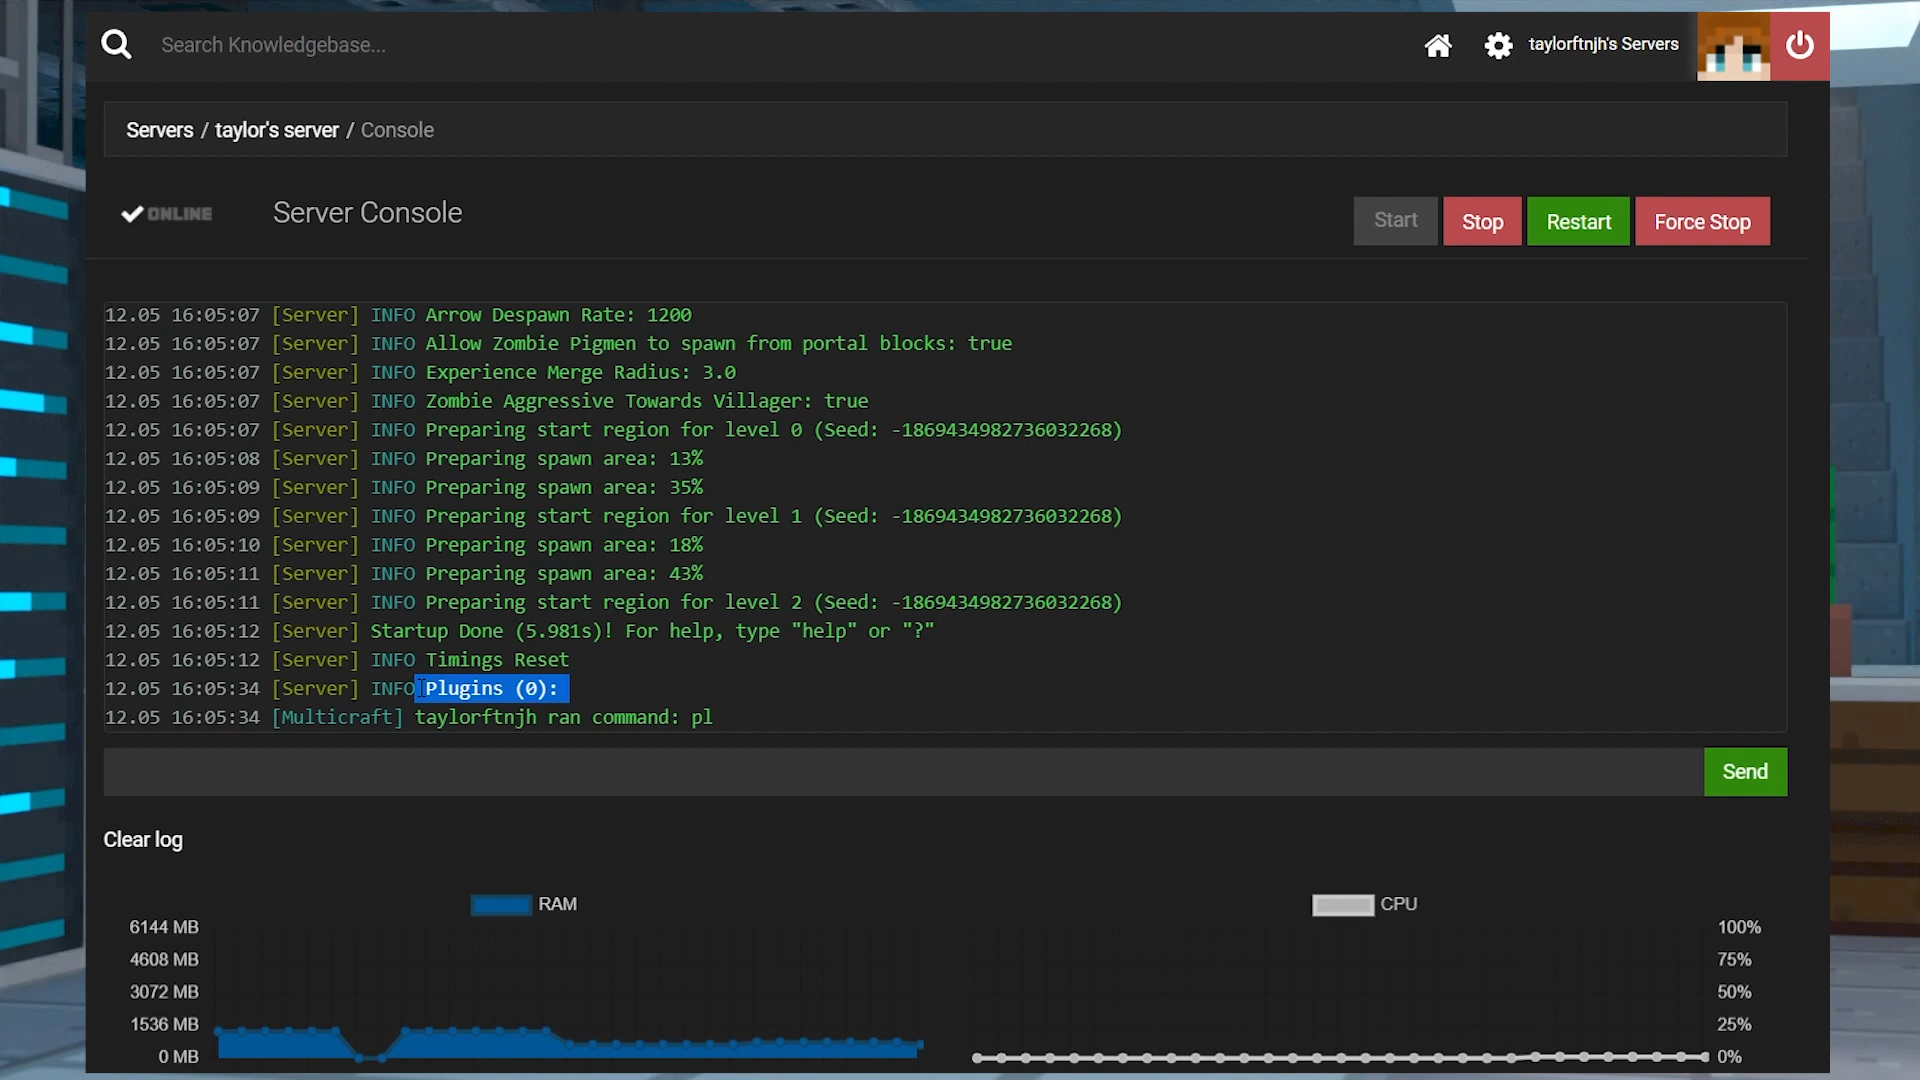 Search Knowledgebase...
taylorftnjh's Servers
Servers / taylor's server / Console
ONLINE
Server Console
Start
Stop
Restart
Force Stop
12.05 16:05:07 [Server] INFO Arrow Despawn Rate: 1200
12.05 16:05:07 [Server] INFO Allow Zombie Pigmen to spawn from portal blocks: true
12.05 16:05:07 [Server] INFO Experience Merge Radius: 3.0
12.05 16:05:07 [Server] INFO Zombie Aggressive Towards Villager: true
12.05 16:05:07 [Server] INFO Preparing start region for level 0 (Seed: -1869434982736032268)
12.05 16:05:08 [Server] INFO Preparing spawn area: 13%
12.05 16:05:09 [Server] INFO Preparing spawn area: 35%
12.05 16:05:09 [Server] INFO Preparing start region for level 1 (Seed: -1869434982736032268)
12.05 16:05:10 [Server] INFO Preparing spawn area: 18%
12.05 16:05:11 [Server] INFO Preparing spawn area: 43%
12.05 16:05:11 [Server] INFO Preparing start region for level 2 (Seed: -1869434982736032268)
12.05 16:05:12 [Server] Startup Done (5.981s)! For help, type "help" or "?"
12.05 16:05:12 [Server] INFO Timings Reset
12.05 16:05:34 [Server] INFO Plugins (0):
12.05 16:05:34 [Multicraft] taylorftnjh ran command: pl
Send
Clear log
RAM
6144 MB
4608 MB
3072 MB
1536 MB
0 MB
CPU
100%
75%
50%
25%
0%